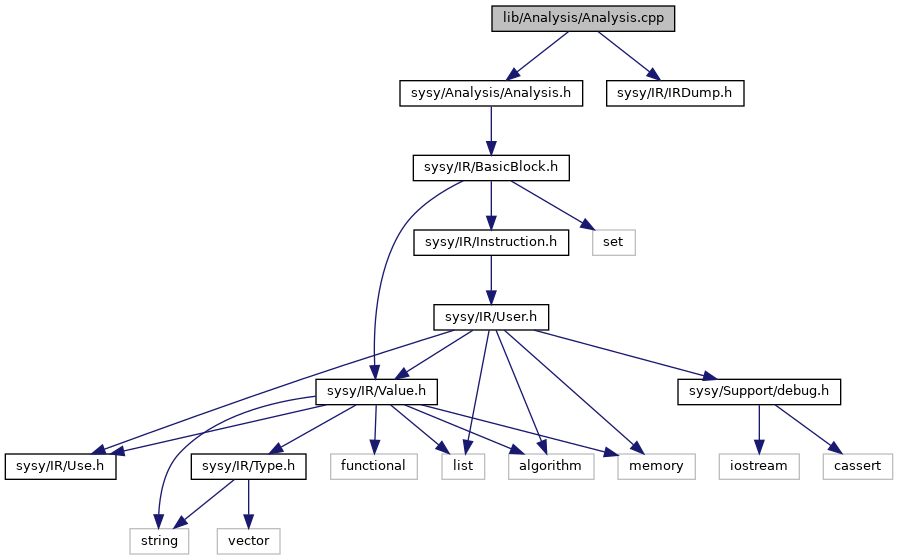 lib/Analysis/Analysis.cpp
sysy/Analysis/Analysis.h
sysy/IR/IRDump.h
sysy/IR/BasicBlock.h
sysy/IR/Instruction.h
set
sysy/IR/User.h
sysy/IR/Value.h
sysy/Support/debug.h
sysy/IR/Use.h
sysy/IR/Type.h
functional
list
algorithm
memory
iostream
cassert
string
vector